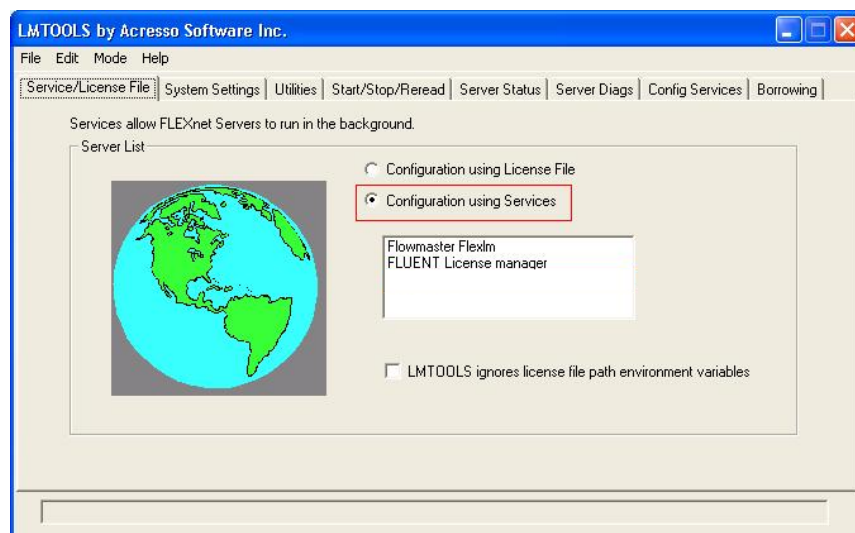 LMTOOLS by Acresso Software Inc.
File Edit Mode Help
Service/License File System Settings Utilities Start/Stop/Reread Server Status Server Diags Config Services Borrowing
Services allow FLEXnet Servers to run in the background.
Server List
Configuration using License File
Configuration using Services
Flowmaster Flexlm
FLUENT License manager
LMTOOLS ignores license file path environment variables